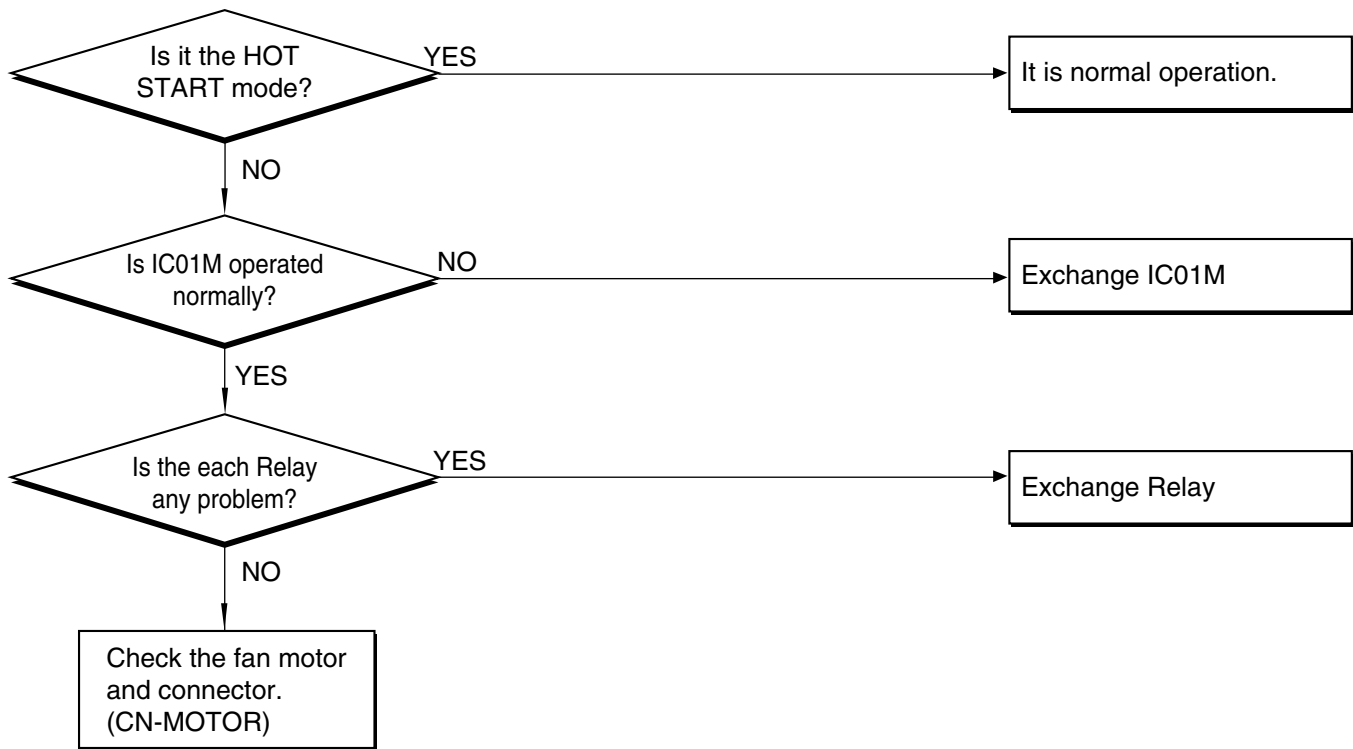 Is it the HOT
START mode?
YES
It is normal operation.
NO
Is IC01M operated
normally?
NO
Exchange IC01M
YES
Is the each Relay
any problem?
YES
Exchange Relay
NO
Check the fan motor
and connector.
(CN-MOTOR)